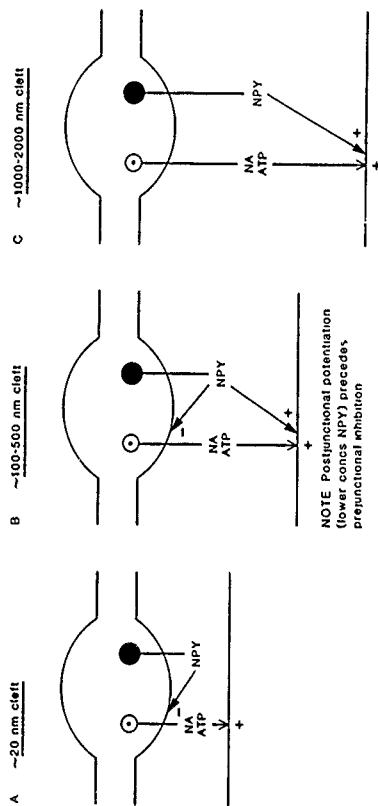 A ~20 nm cleft
NPY
NA
ATP
−
+
B ~100-500 nm cleft
NPY
NA
ATP
−
+
+
NOTE Postjunctional potentiation
(lower concs NPY) precedes
prejunctional inhibition
C ~1000-2000 nm cleft
NPY
NA
ATP
+
+